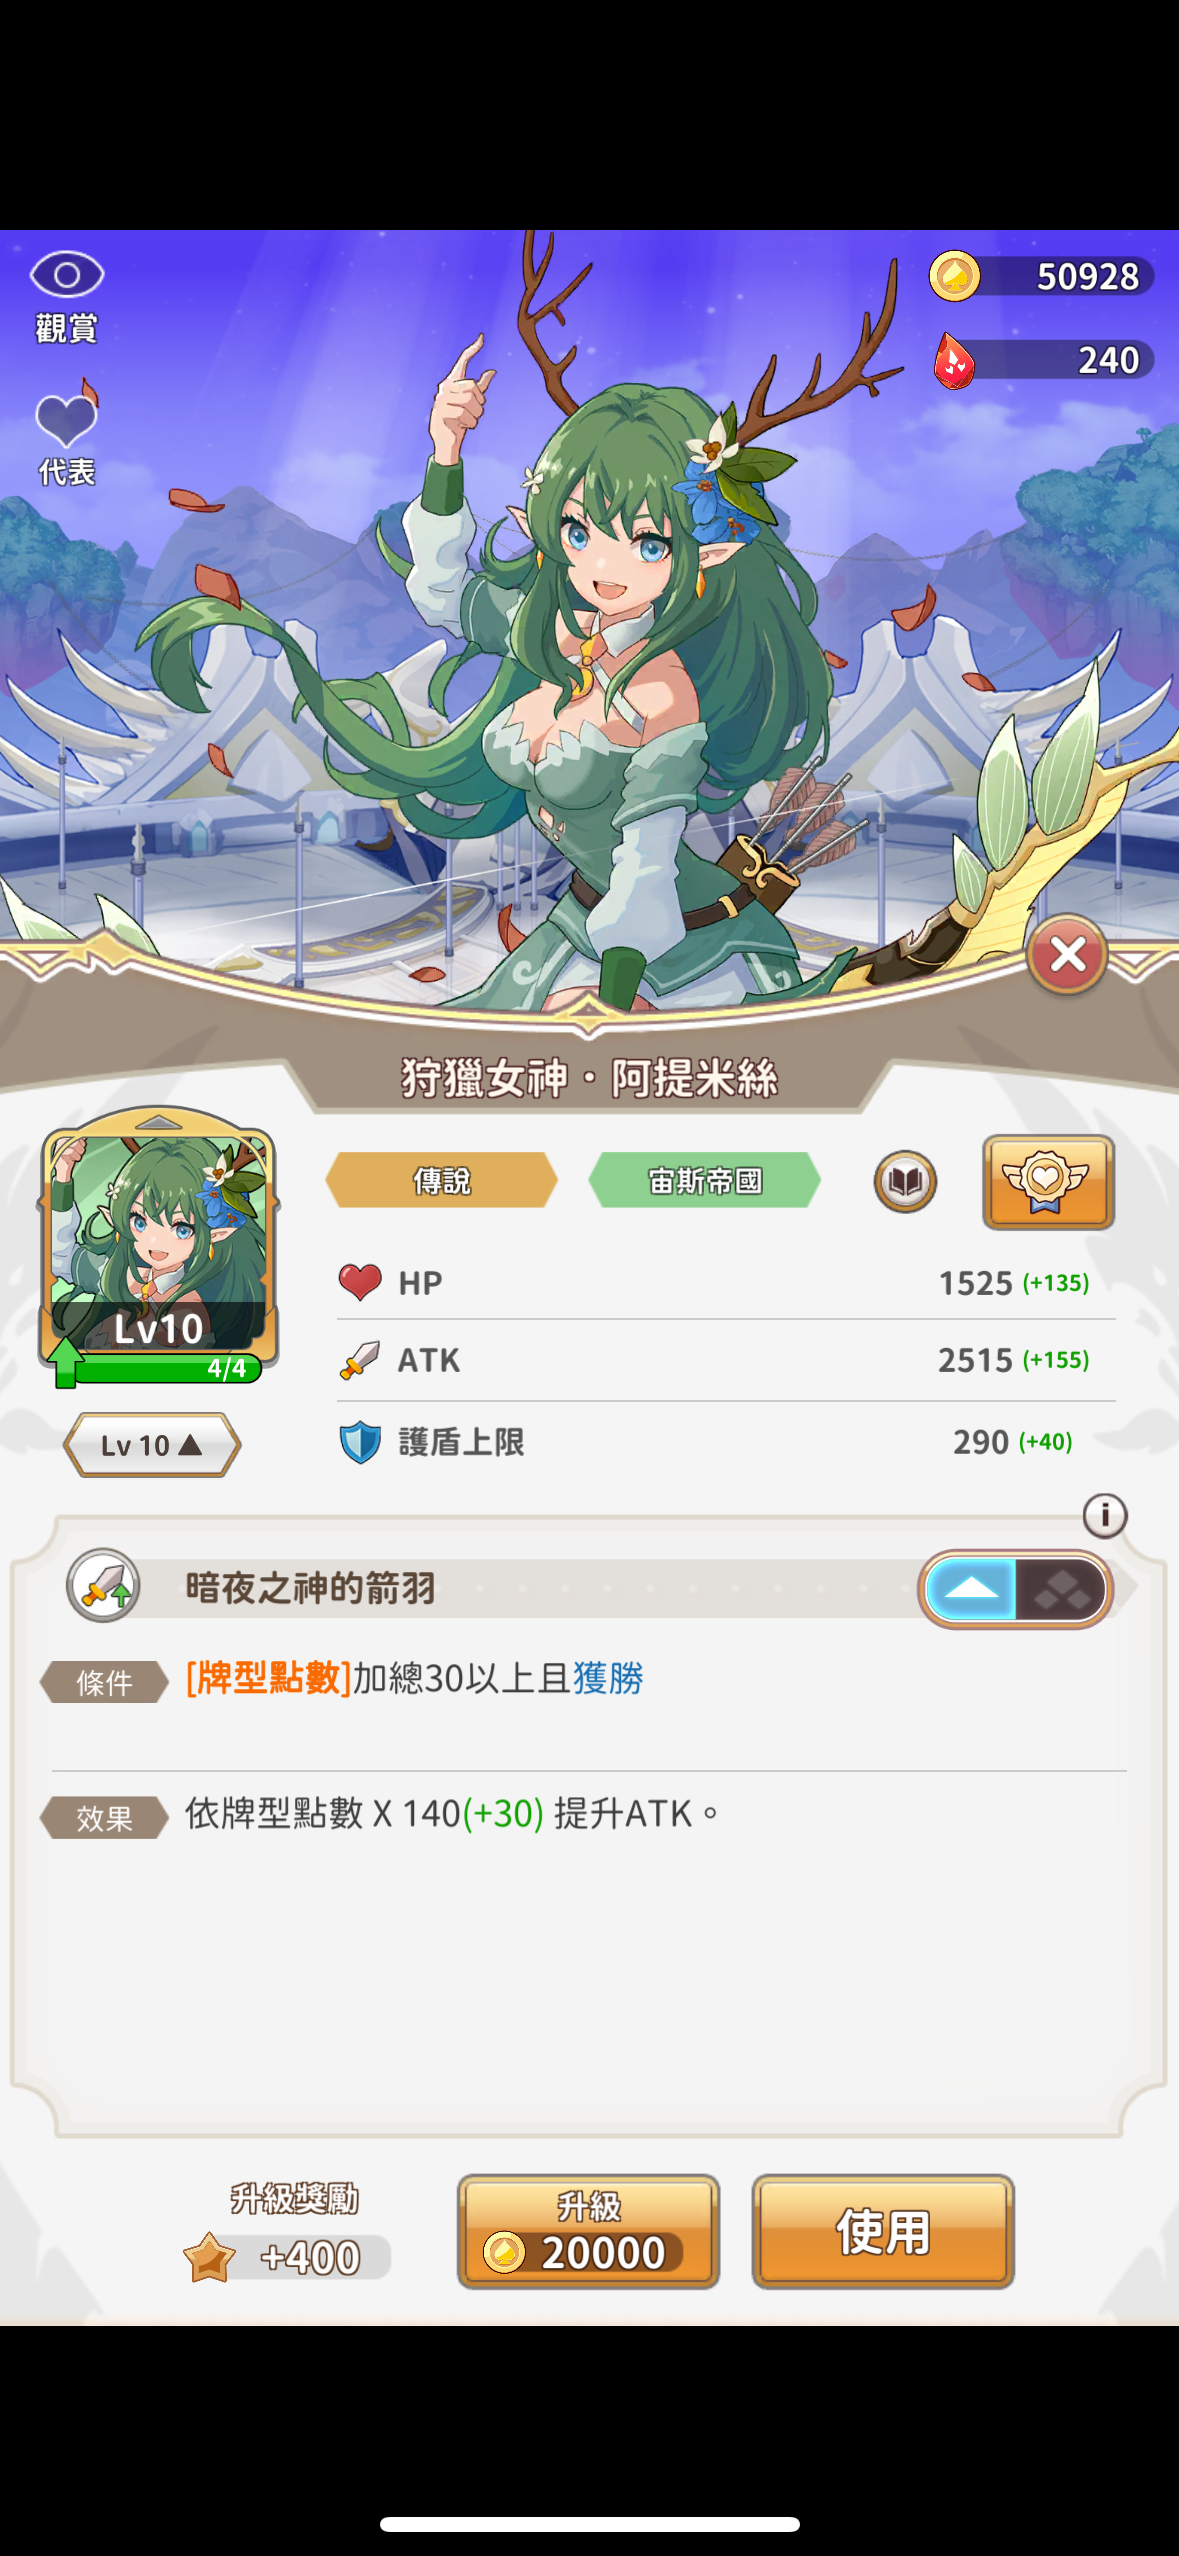 觀賞
50928
240
代表
狩獵女神・阿提米絲
傳說
宙斯帝國
HP 1525 (+135)
Lv10
4/4
ATK 2515 (+155)
Lv 10 ▲
護盾上限 290 (+40)
i
暗夜之神的箭羽
條件 [牌型點數]加總30以上且獲勝
效果 依牌型點數 X 140(+30) 提升ATK。
升級獎勵
+400
升級
20000
使用